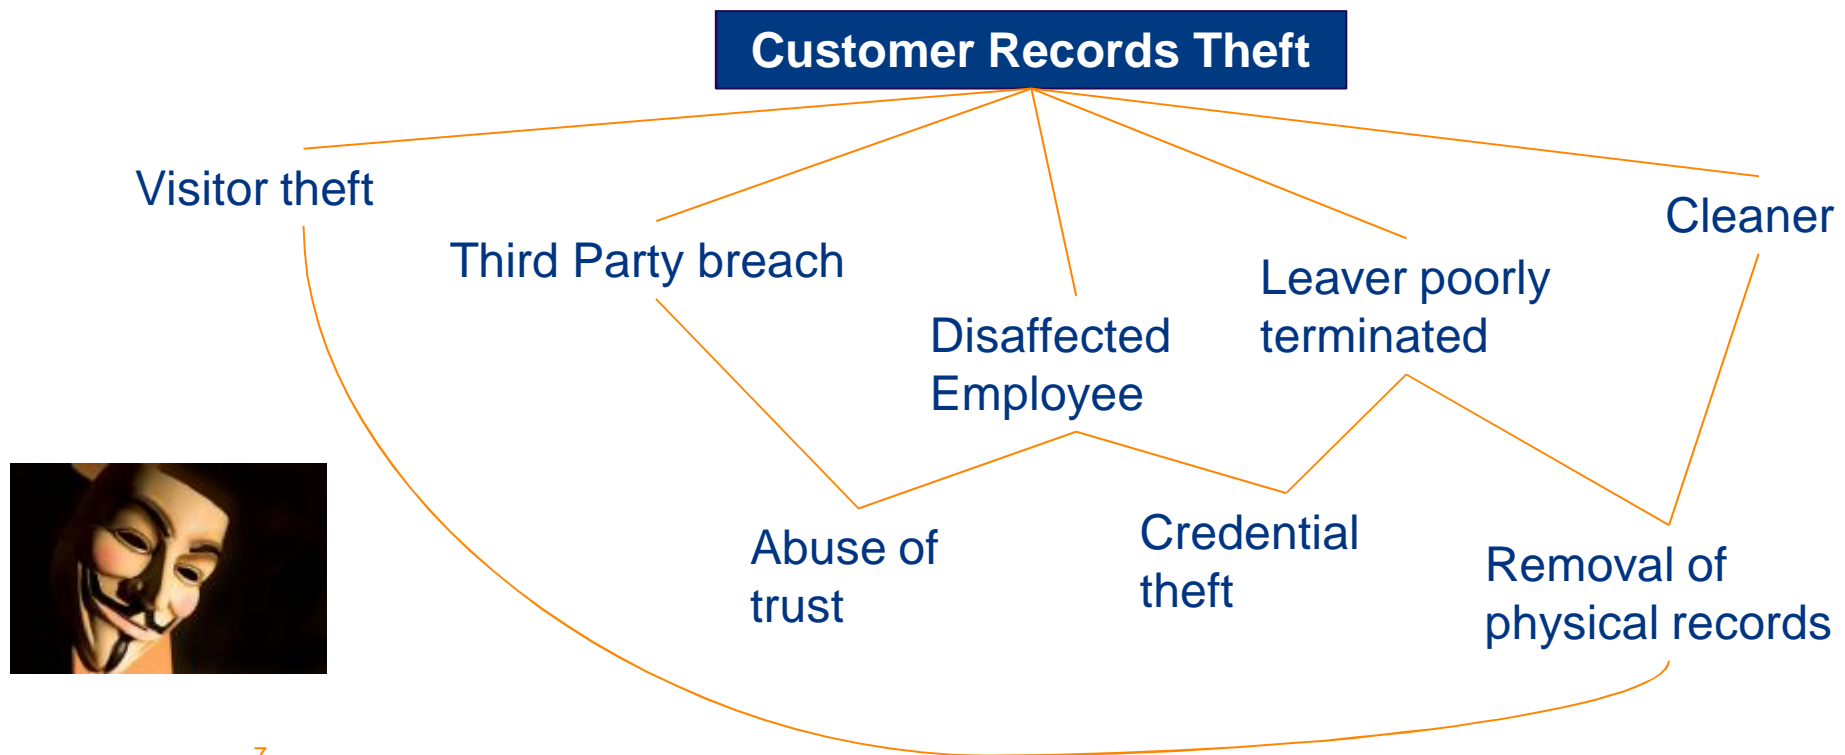 Customer Records Theft
Visitor theft
Third Party breach
Disaffected
Employee
Leaver poorly
terminated
Cleaner
Abuse of
trust
Credential
theft
Removal of
physical records
7